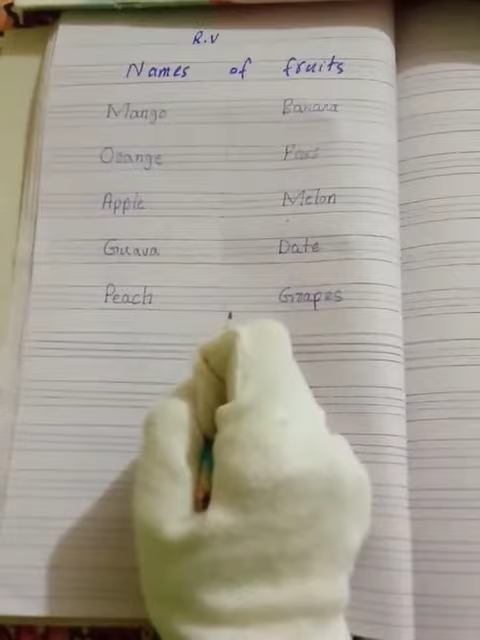 R.V
Names of fruits
Mango Banana
Orange
Apple Melon
Guava Date
Peach Grapes